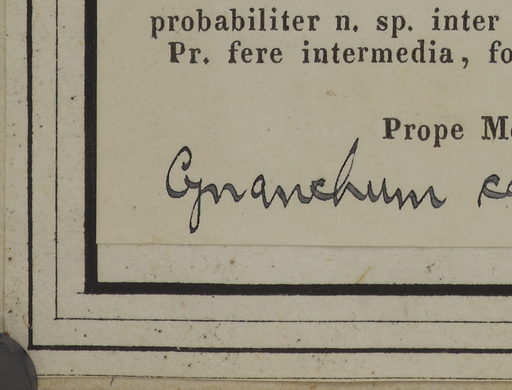 probabiliter n. sp. inter
Pr. fere intermedia, fo
Prope M
Cynanchum c